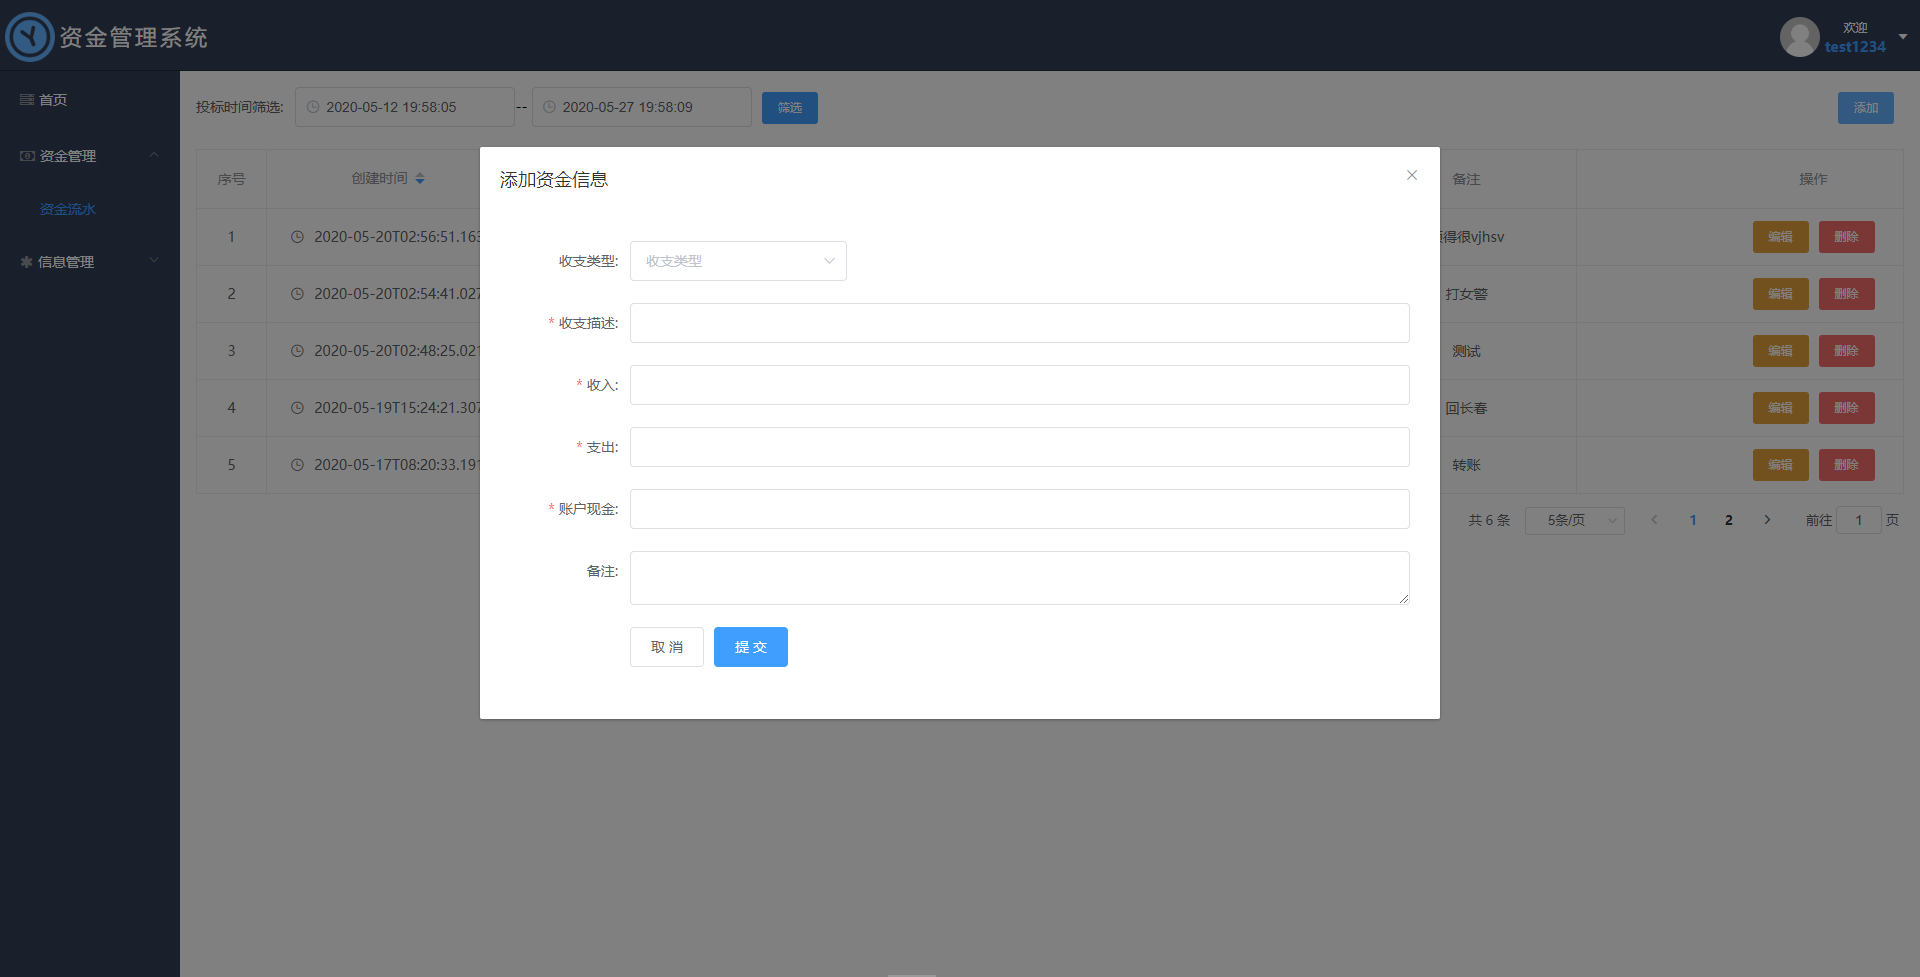 资金管理系统
欢迎
test1234
首页
资金管理
资金流水
信息管理
投标时间筛选: 2020-05-12 19:58:05 -- 2020-05-27 19:58:09 筛选 添加
序号 创建时间 备注 操作
1 2020-05-20T02:56:51.163 得很vjhsv 编辑 删除
2 2020-05-20T02:54:41.027 打女警 编辑 删除
3 2020-05-20T02:48:25.021 测试 编辑 删除
4 2020-05-19T15:24:21.307 回长春 编辑 删除
5 2020-05-17T08:20:33.191 转账 编辑 删除
共 6 条 5条/页 1 2 前往 1 页
添加资金信息
收支类型: 收支类型
* 收支描述:
* 收入:
* 支出:
* 账户现金:
备注:
取 消 提 交